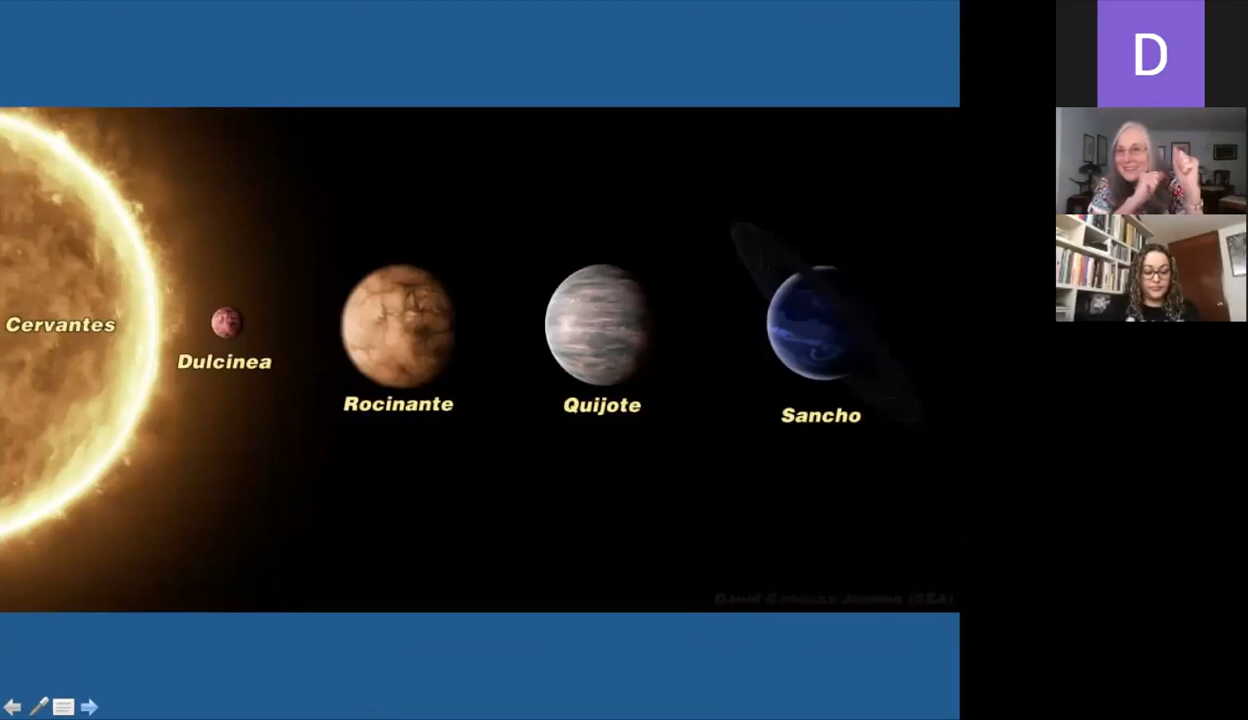 D
Cervantes
Dulcinea
Rocinante
Quijote
Sancho